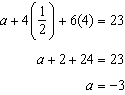 a + 4(1/2) + 6(4) = 23
a + 2 + 24 = 23
a = −3